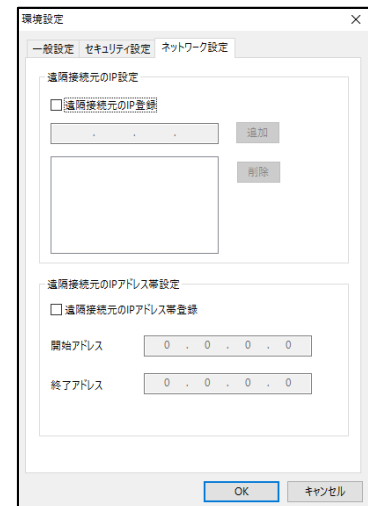 環境設定
一般設定 セキュリティ設定 ネットワーク設定
遠隔接続元のIP設定
遠隔接続元のIP登録
. . . 追加
削除
遠隔接続元のIPアドレス帯設定
遠隔接続元のIPアドレス帯登録
開始アドレス 0 . 0 . 0 . 0
終了アドレス 0 . 0 . 0 . 0
OK キャンセル